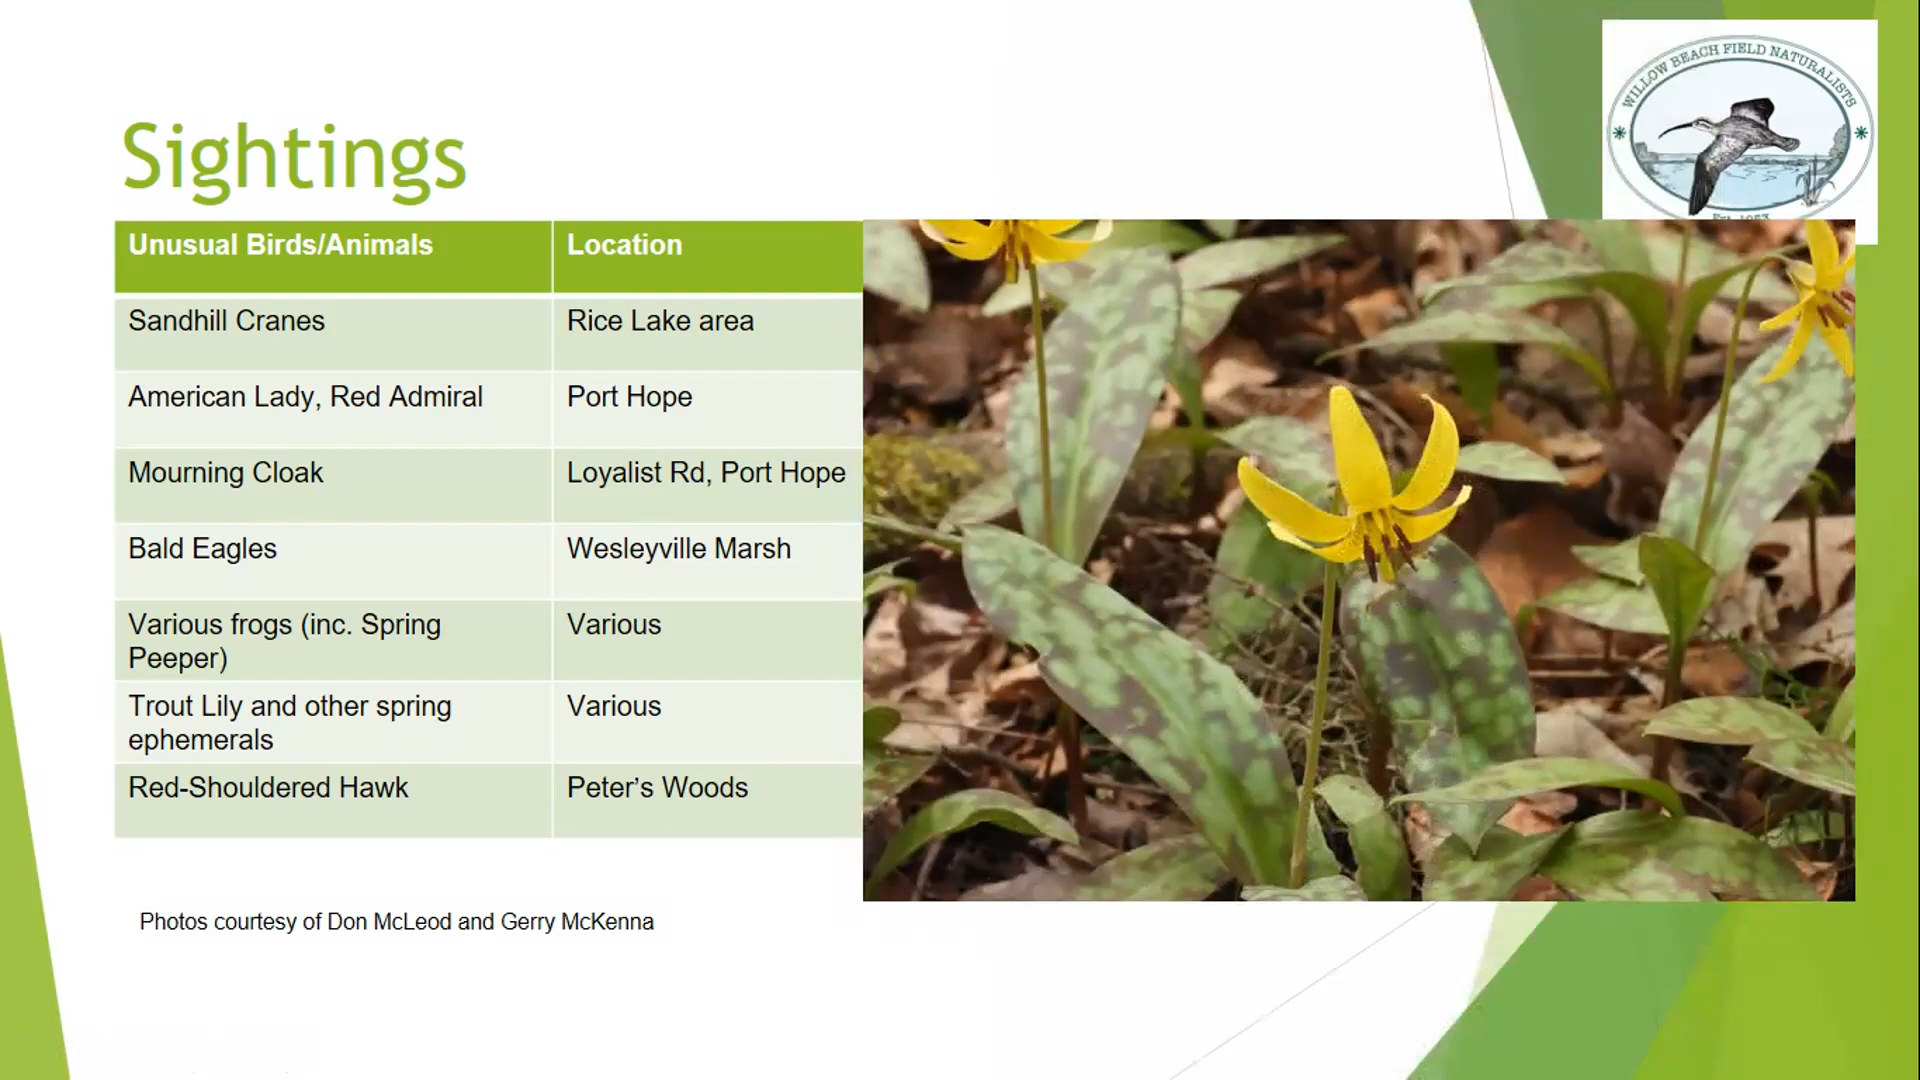 WILLOW BEACH FIELD NATURALISTS
Sightings
Unusual Birds/Animals
Location
Sandhill Cranes
Rice Lake area
American Lady, Red Admiral
Port Hope
Mourning Cloak
Loyalist Rd, Port Hope
Bald Eagles
Wesleyville Marsh
Various frogs (inc. Spring
Peeper)
Various
Trout Lily and other spring
ephemerals
Various
Red-Shouldered Hawk
Peter’s Woods
Photos courtesy of Don McLeod and Gerry McKenna